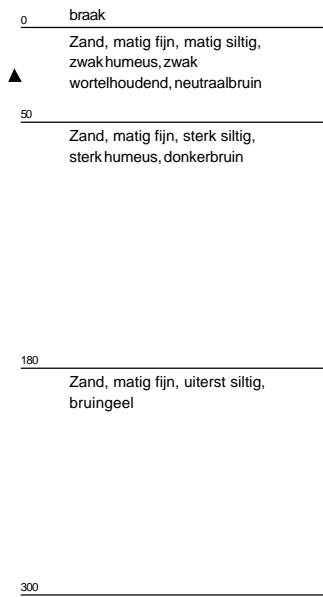 0 braak
Zand, matig fijn, matig siltig,
zwak humeus, zwak
wortelhoudend, neutraalbruin
50
Zand, matig fijn, sterk siltig,
sterk humeus, donkerbruin
180
Zand, matig fijn, uiterst siltig,
bruingeel
300